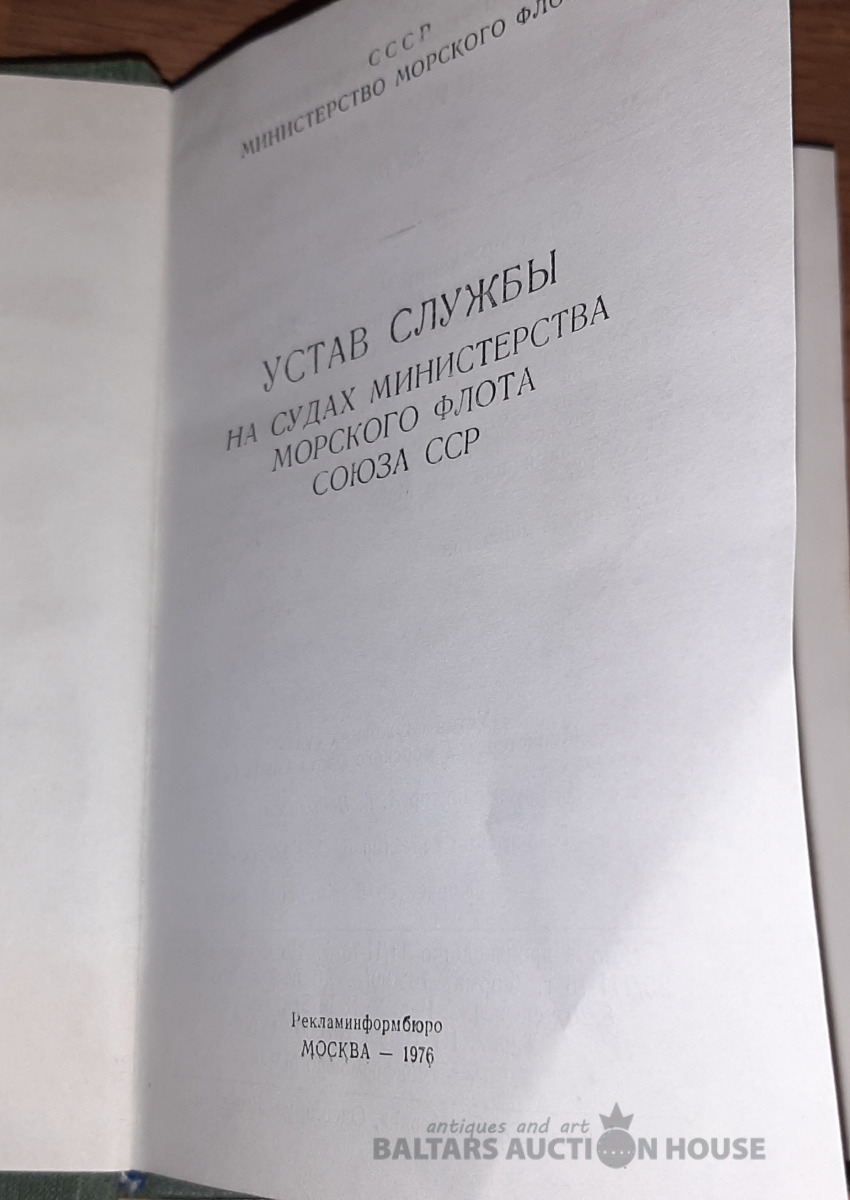 СССР
МИНИСТЕРСТВО МОРСКОГО ФЛО
УСТАВ СЛУЖБЫ
НА СУДАХ МИНИСТЕРСТВА
МОРСКОГО ФЛОТА
СОЮЗА ССР
Рекламинформбюро
МОСКВА — 1976
antiques and art
BALTARS AUCTION HOUSE